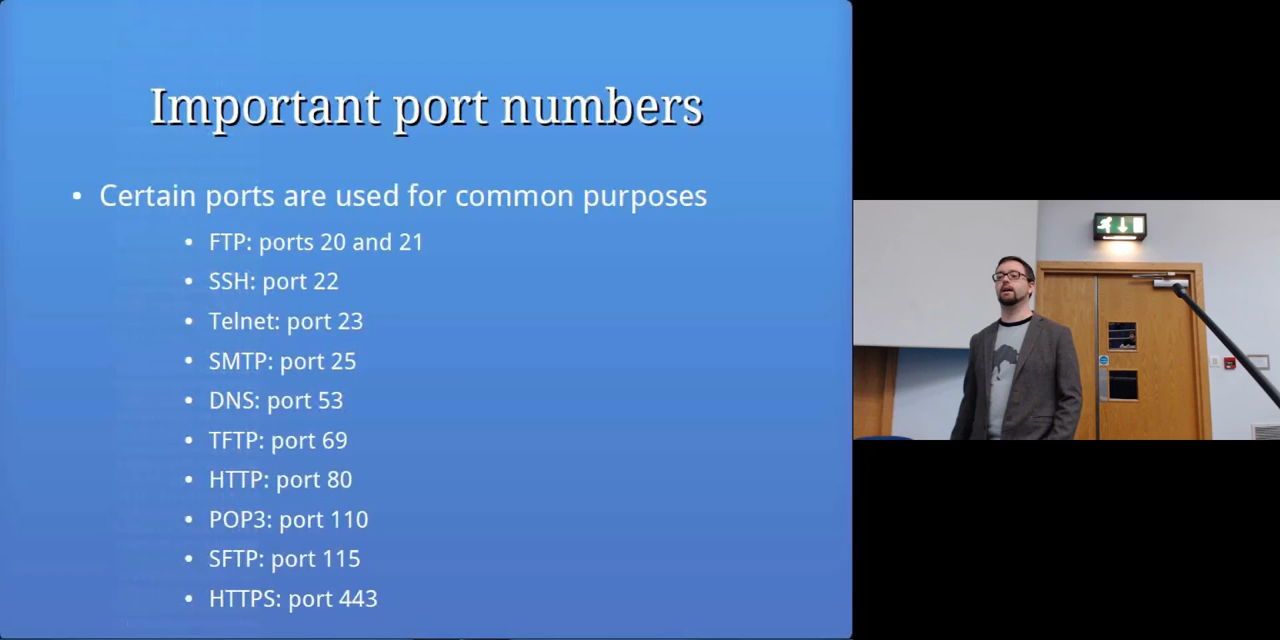 Important port numbers
• Certain ports are used for common purposes
• FTP: ports 20 and 21
• SSH: port 22
• Telnet: port 23
• SMTP: port 25
• DNS: port 53
• TFTP: port 69
• HTTP: port 80
• POP3: port 110
• SFTP: port 115
• HTTPS: port 443